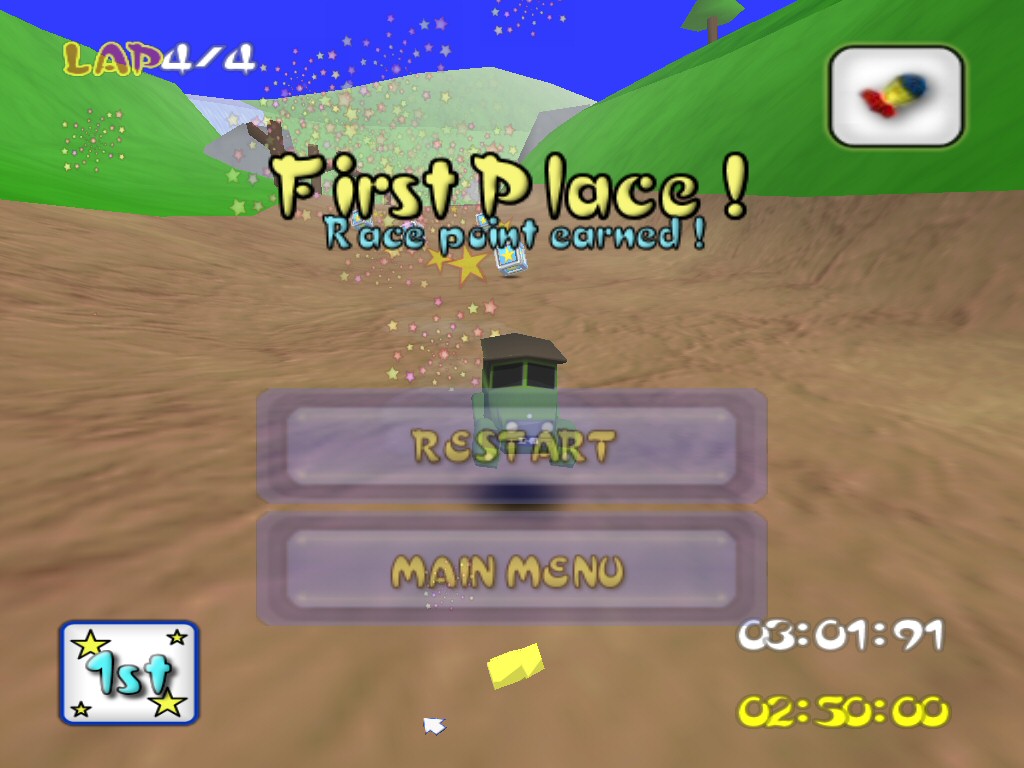 LAP4/4
First Place !
Race point earned !
RESTART
MAIN MENU
1st
03:01:91
02:50:00